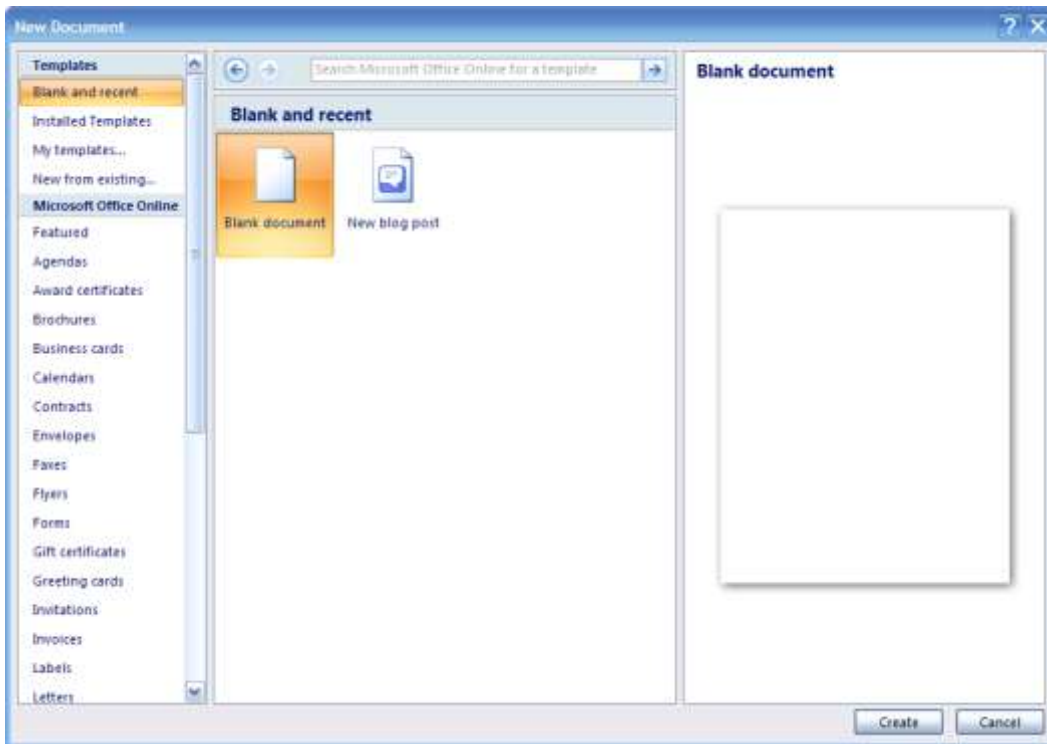 New Document
Templates
Blank and recent
Installed Templates
My templates...
New from existing...
Microsoft Office Online
Featured
Agendas
Award certificates
Brochures
Business cards
Calendars
Contracts
Envelopes
Faxes
Flyers
Forms
Gift certificates
Greeting cards
Invitations
Invoices
Labels
Letters
Search Microsoft Office Online for a template
Blank and recent
Blank document
New blog post
Blank document
Create
Cancel